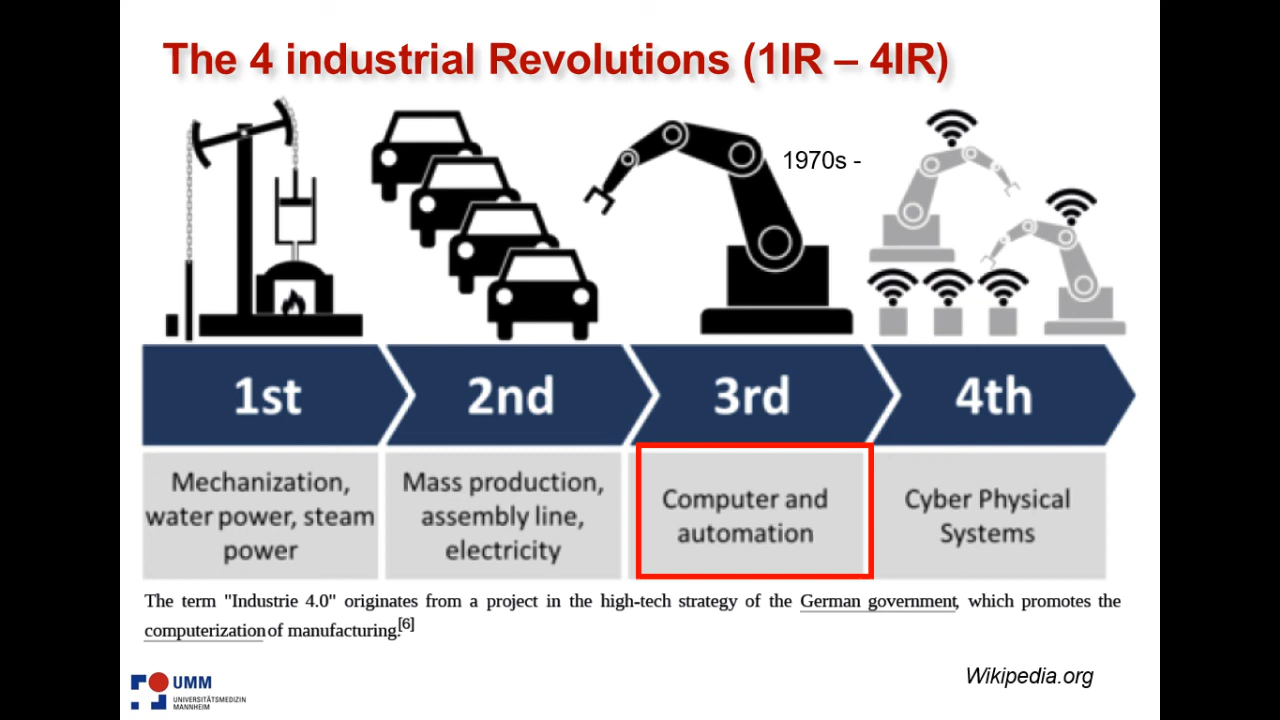 The 4 industrial Revolutions (1IR – 4IR)
1970s -
1st
2nd
3rd
4th
Mechanization,
water power, steam
power
Mass production,
assembly line,
electricity
Computer and
automation
Cyber Physical
Systems
The term "Industrie 4.0" originates from a project in the high-tech strategy of the German government, which promotes the
computerization of manufacturing.[6]
Wikipedia.org
UMM
UNIVERSITÄTSMEDIZIN
MANNHEIM